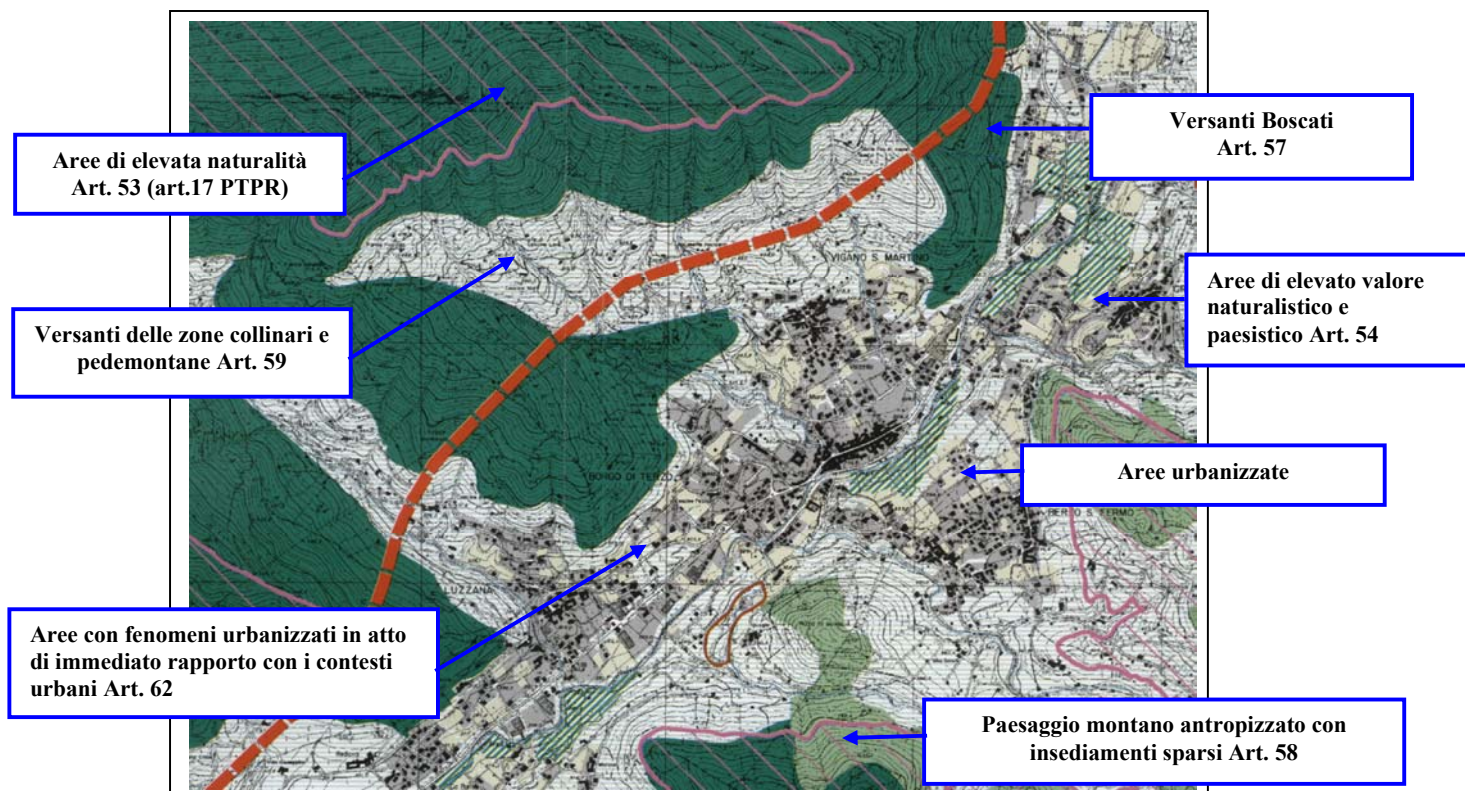 Aree di elevata naturalità
Art. 53 (art.17 PTPR)
Versanti Boscati
Art. 57
Aree di elevato valore
naturalistico e
paesistico Art. 54
VIGANO S. MARTINO
Versanti delle zone collinari e
pedemontane Art. 59
BORGO DI TERZO
Aree urbanizzate
LUZZANA
Aree con fenomeni urbanizzati in atto
di immediato rapporto con i contesti
urbani Art. 62
Paesaggio montano antropizzato con
insediamenti sparsi Art. 58